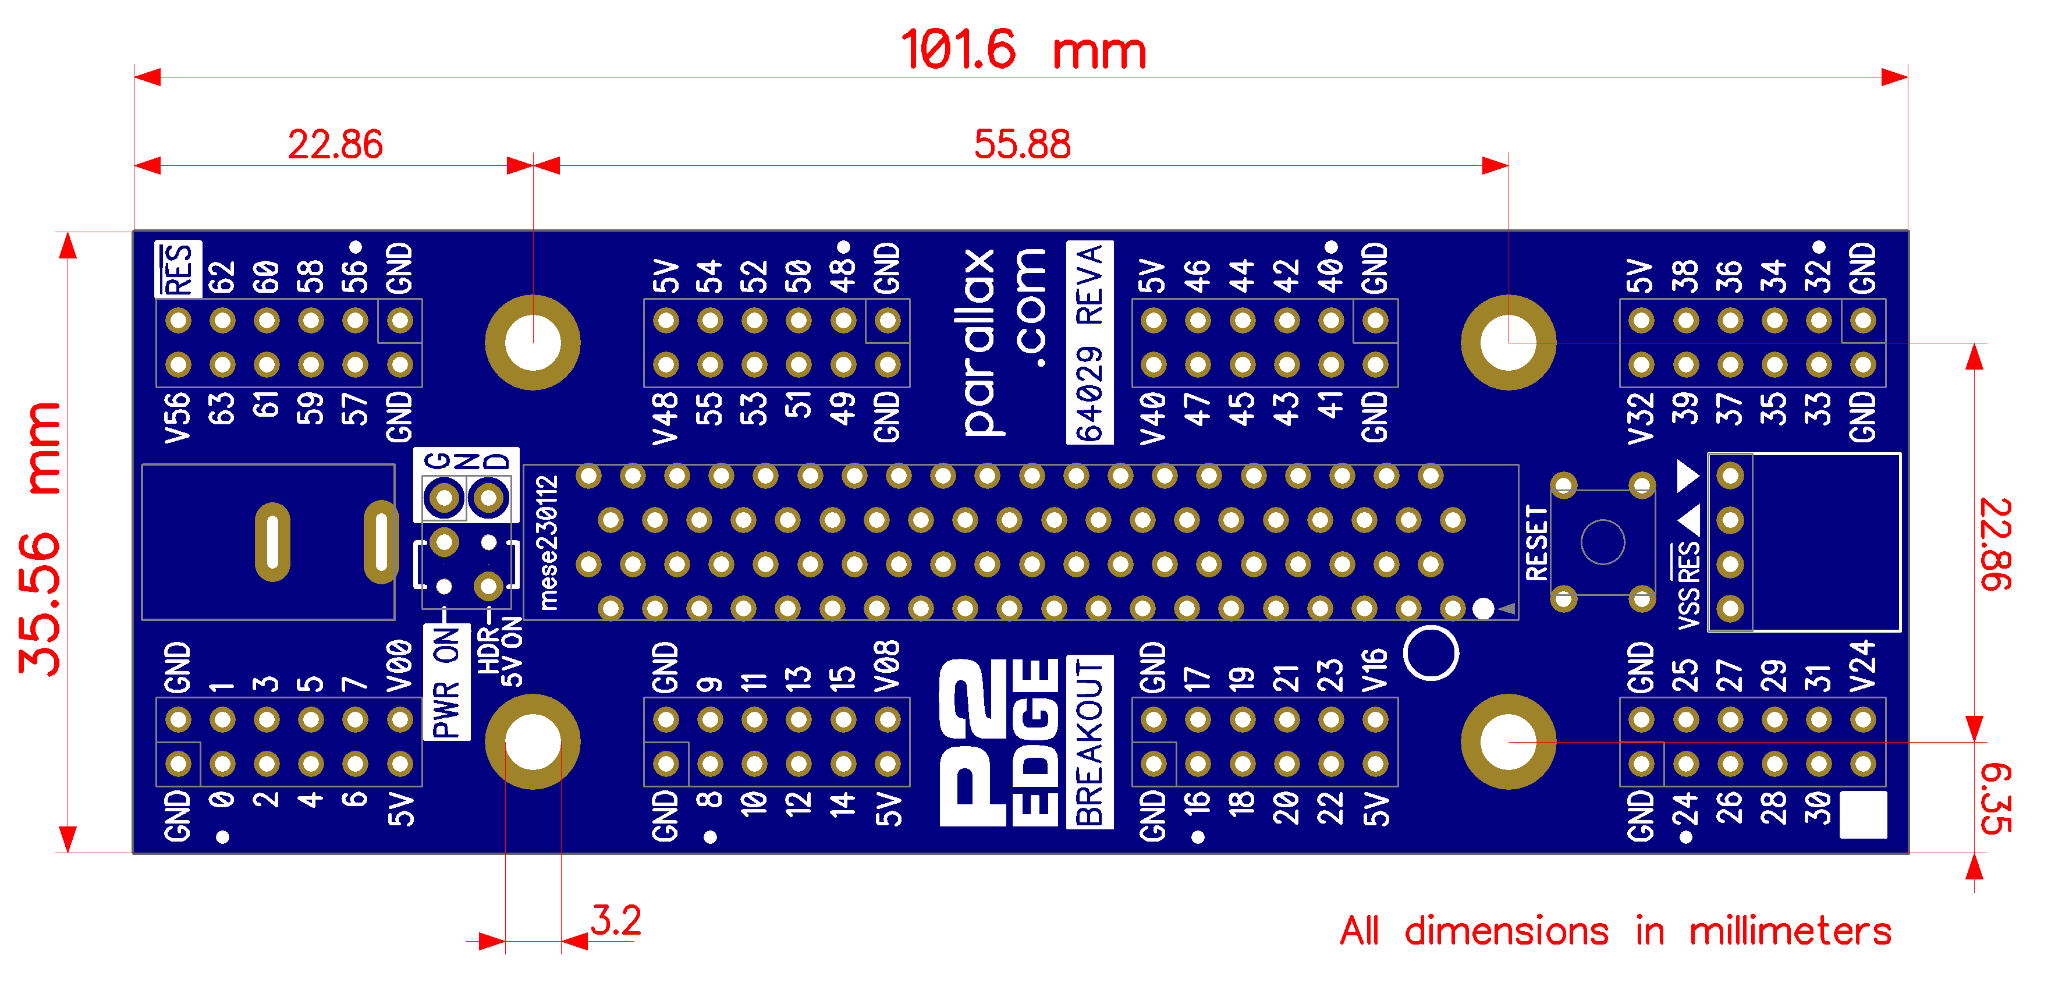 101.6 mm
22.86
55.88
RES 62 60 58 56 GND
5V 54 52 50 48 GND
5V 46 44 42 40 GND
5V 38 36 34 32 GND
parallax
.com
64029 REVA
V56 63 61 59 57 GND
V48 55 53 51 49 GND
V40 47 45 43 41 GND
V32 39 37 35 33 GND
35.56 mm
GND
mese230112
RESET
VSS RES
22.86
PWR ON
HDR
5V ON
GND 1 3 5 7 V00
GND 9 11 13 15 V08
GND 17 19 21 23 V16
GND 25 27 29 31 V24
P2
EDGE
BREAKOUT
GND 0 2 4 6 5V
GND 8 10 12 14 5V
GND 16 18 20 22 5V
GND 24 26 28 30
6.35
3.2
All dimensions in millimeters